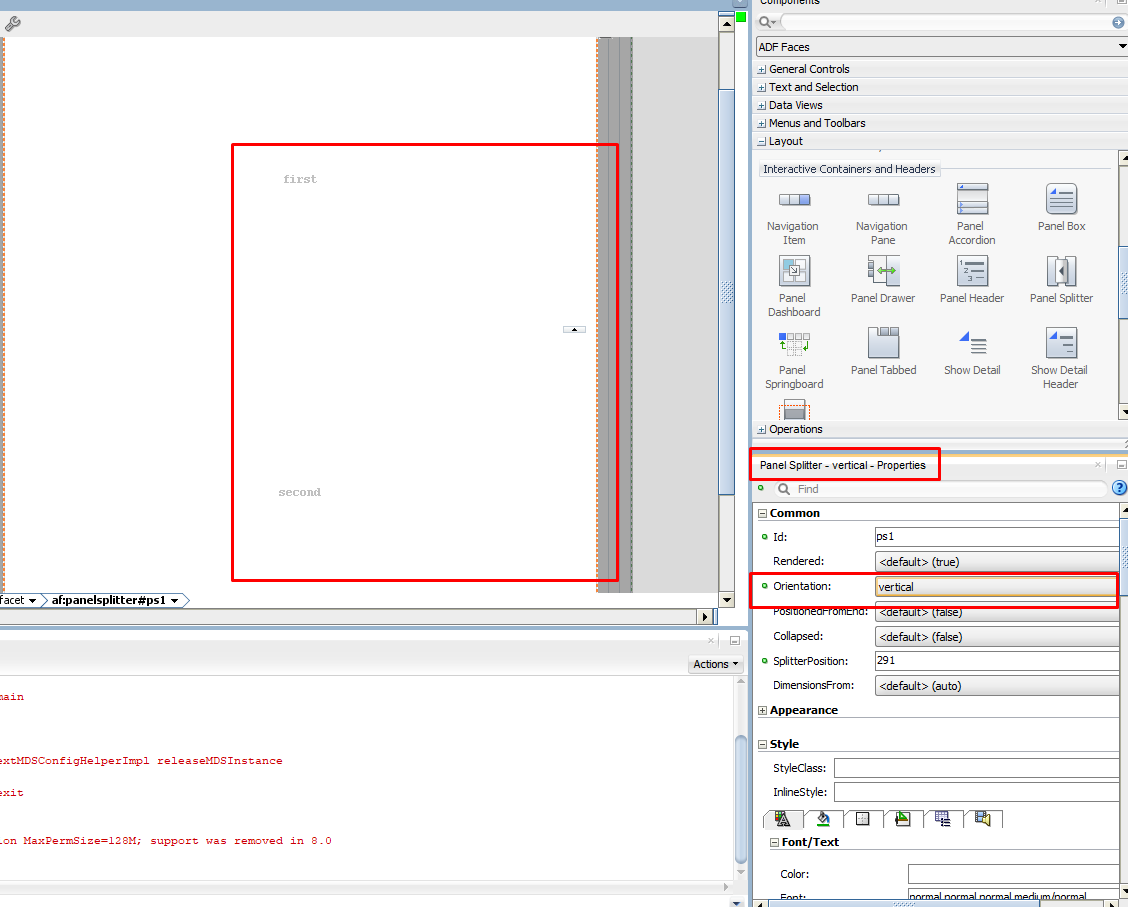 Components
ADF Faces
General Controls
Text and Selection
Data Views
Menus and Toolbars
Layout
Interactive Containers and Headers
Navigation Item
Navigation Pane
Panel Accordion
Panel Box
Panel Dashboard
Panel Drawer
Panel Header
Panel Splitter
Panel Springboard
Panel Tabbed
Show Detail
Show Detail Header
Operations
first
second
facet
af:panelsplitter#ps1
Actions
main
extMDSConfigHelperImpl releaseMDSInstance
exit
ion MaxPermSize=128M; support was removed in 8.0
Panel Splitter - vertical - Properties
Find
Common
Id: ps1
Rendered: <default> (true)
Orientation: vertical
PositionedFromEnd: <default> (false)
Collapsed: <default> (false)
SplitterPosition: 291
DimensionsFrom: <default> (auto)
Appearance
Style
StyleClass:
InlineStyle:
Font/Text
Color:
Font: normal normal normal medium/normal